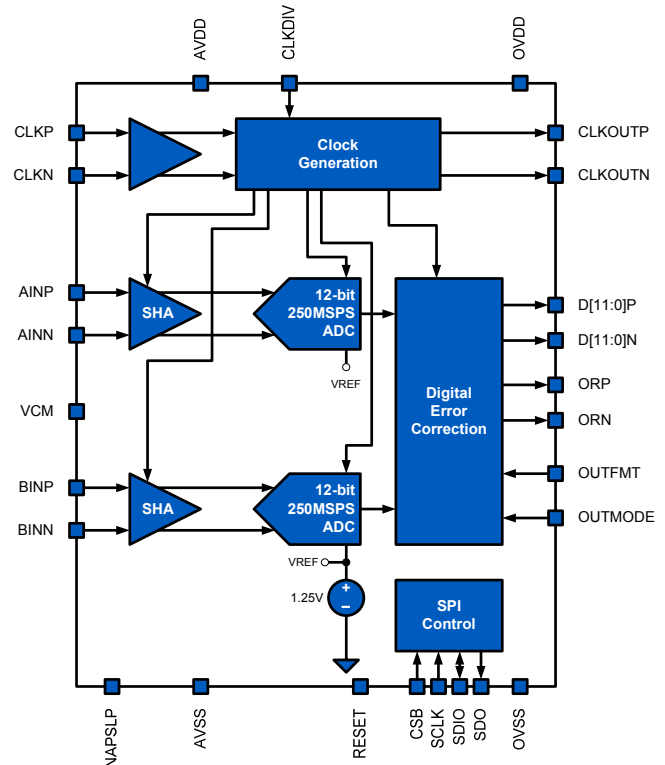 AVDD
CLKDIV
OVDD
CLKP
CLKN
Clock
Generation
CLKOUTP
CLKOUTN
AINP
AINN
SHA
12-bit
250MSPS
ADC
VREF
D[11:0]P
D[11:0]N
ORP
ORN
OUTFMT
OUTMODE
Digital
Error
Correction
VCM
BINP
BINN
SHA
12-bit
250MSPS
ADC
VREF
1.25V
+
–
SPI
Control
NAPSLP
AVSS
RESET
CSB
SCLK
SDIO
SDO
OVSS